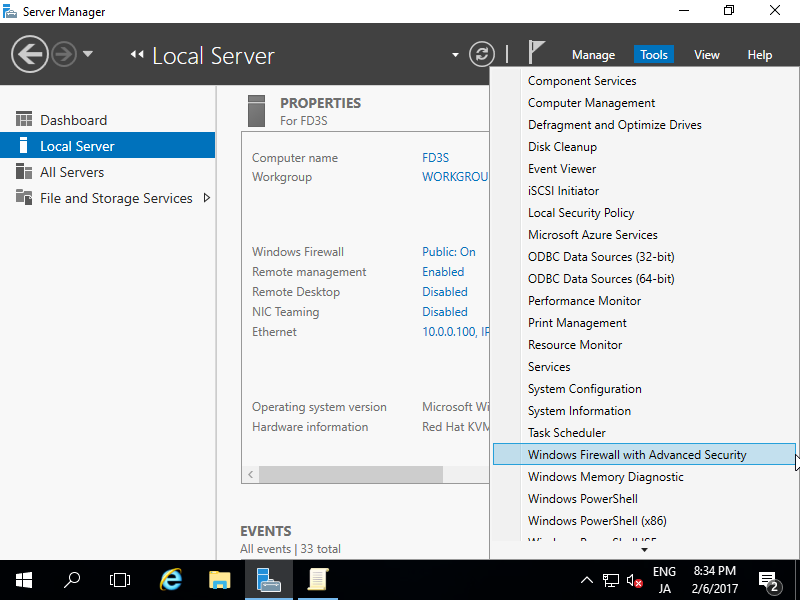 Server Manager
Local Server
Manage
Tools
View
Help
Dashboard
Local Server
All Servers
File and Storage Services
PROPERTIES
For FD3S
Computer name
FD3S
Workgroup
WORKGROU
Windows Firewall
Public: On
Remote management
Enabled
Remote Desktop
Disabled
NIC Teaming
Disabled
Ethernet
10.0.0.100, IP
Operating system version
Microsoft Wi
Hardware information
Red Hat KVM
EVENTS
All events | 33 total
Component Services
Computer Management
Defragment and Optimize Drives
Disk Cleanup
Event Viewer
iSCSI Initiator
Local Security Policy
Microsoft Azure Services
ODBC Data Sources (32-bit)
ODBC Data Sources (64-bit)
Performance Monitor
Print Management
Resource Monitor
Services
System Configuration
System Information
Task Scheduler
Windows Firewall with Advanced Security
Windows Memory Diagnostic
Windows PowerShell
Windows PowerShell (x86)
Windows PowerShell ISE
ENG
JA
8:34 PM
2/6/2017
2